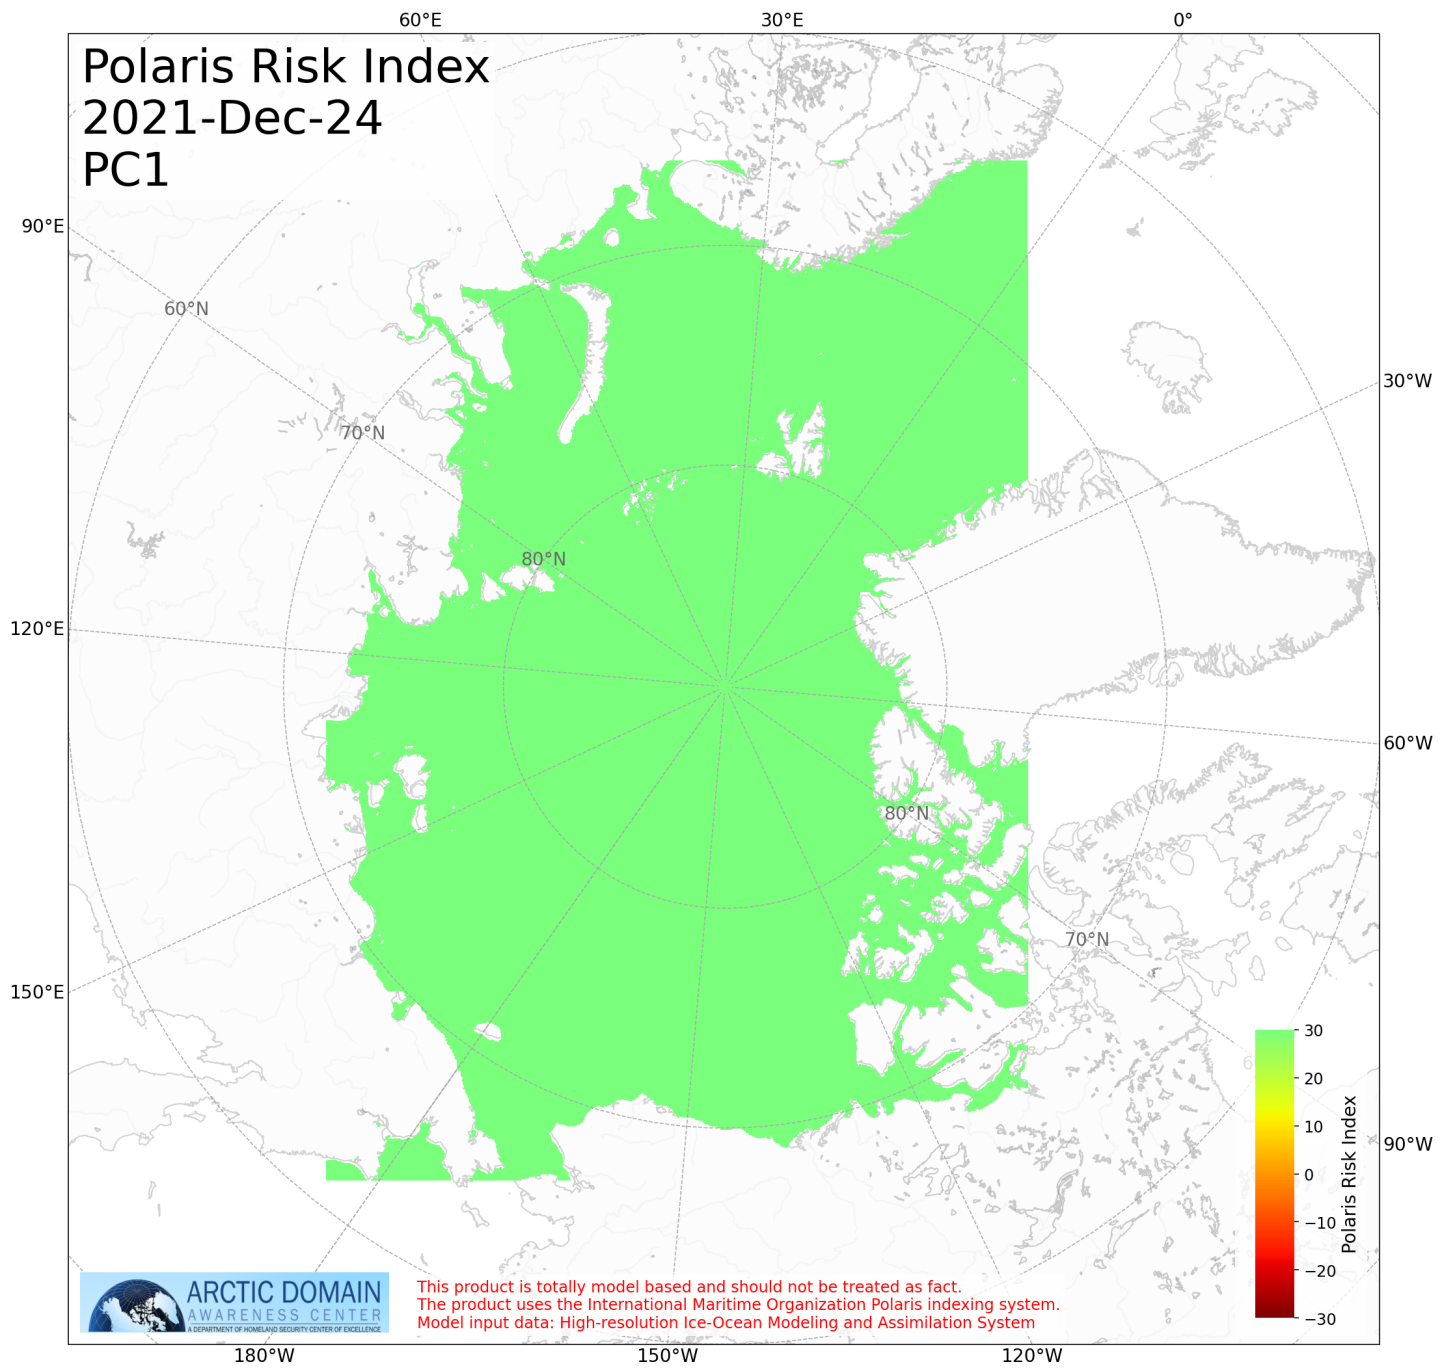 60°E 30°E 0°
Polaris Risk Index
2021-Dec-24
PC1
90°E
60°N
30°W
70°N
80°N
120°E
60°W
80°N
70°N
150°E
30
20
10
0
−10
−20
−30
Polaris Risk Index
90°W
ARCTIC DOMAIN
AWARENESS CENTER
A DEPARTMENT OF HOMELAND SECURITY CENTER OF EXCELLENCE
This product is totally model based and should not be treated as fact.
The product uses the International Maritime Organization Polaris indexing system.
Model input data: High-resolution Ice-Ocean Modeling and Assimilation System
180°W 150°W 120°W